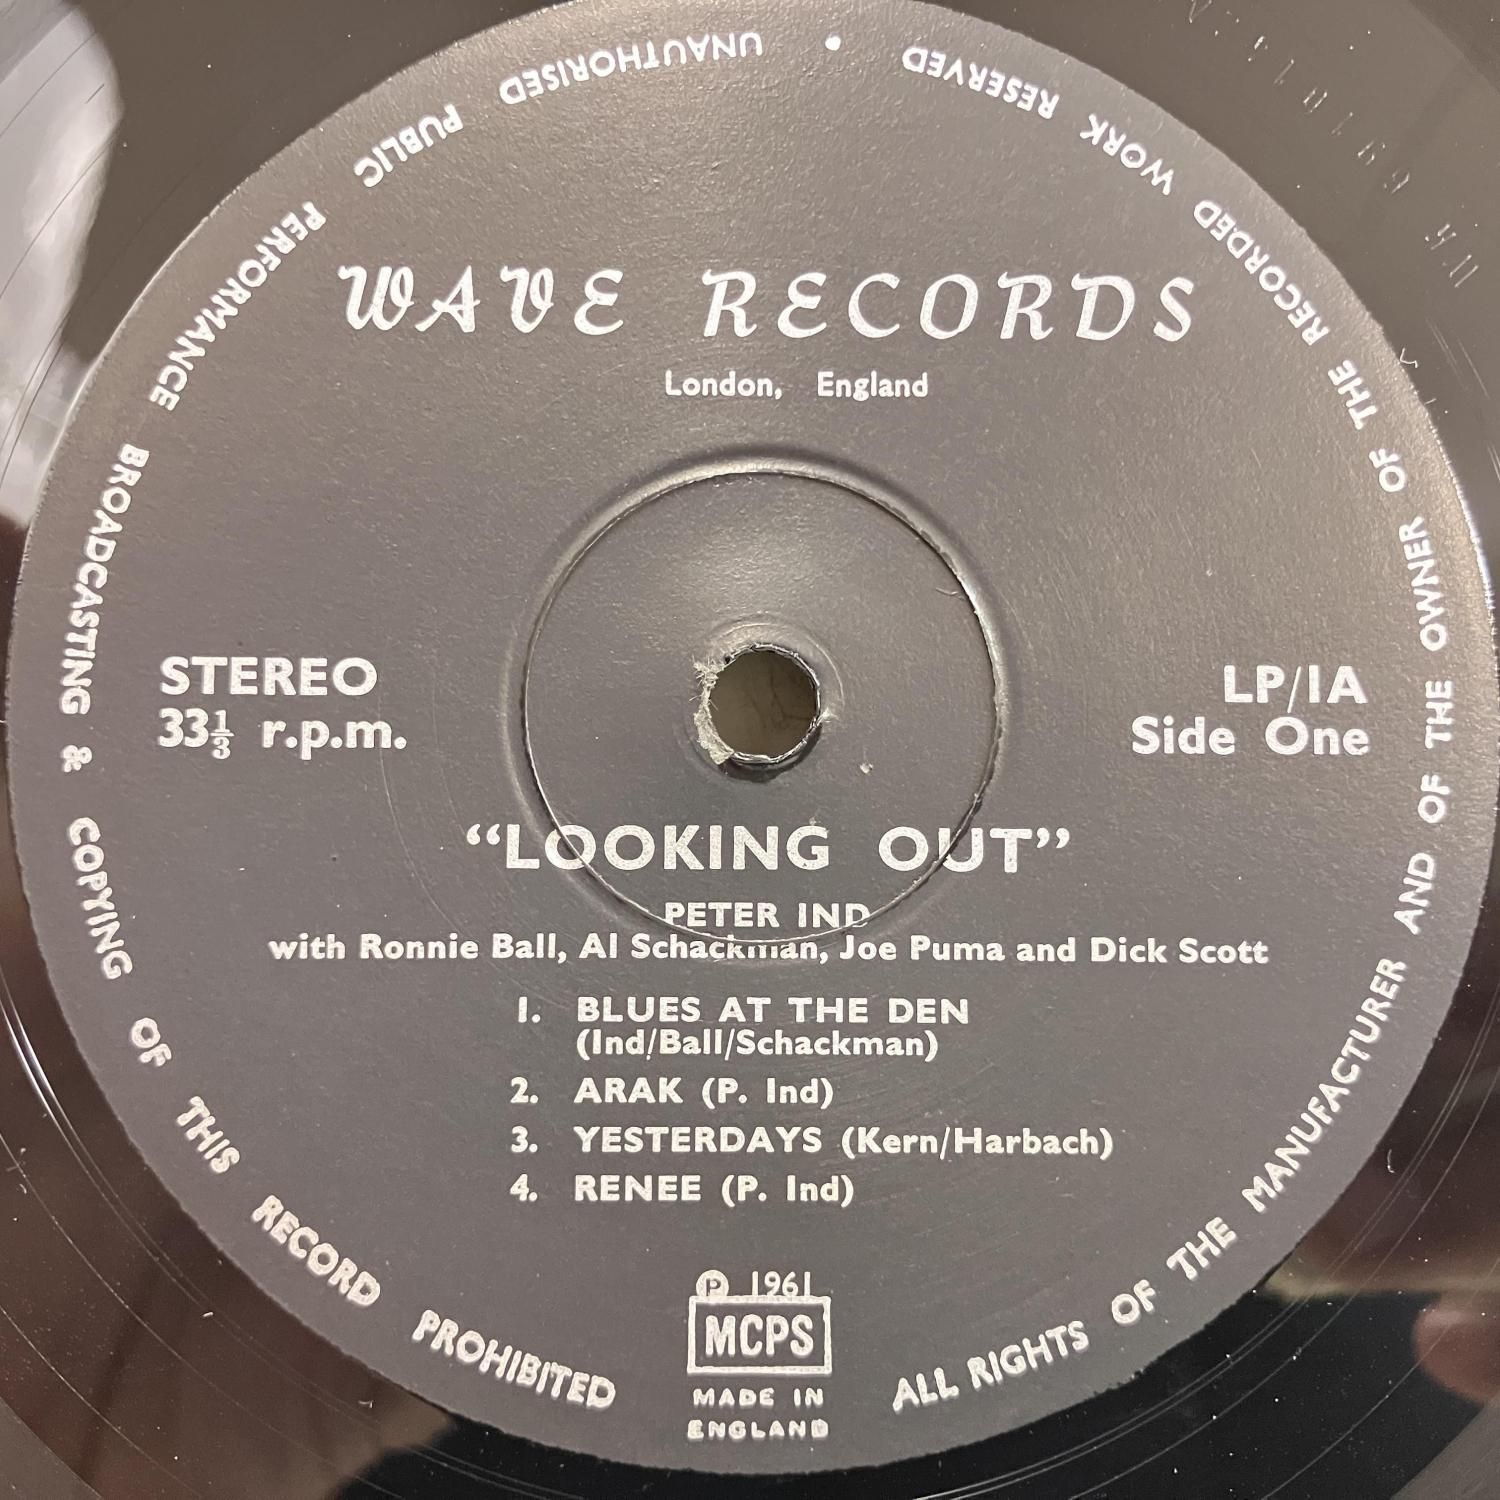 WAVE RECORDS
London, England
STEREO
33⅓ r.p.m.
LP/1A
Side One
“LOOKING OUT”
PETER IND
with Ronnie Ball, Al Schackman, Joe Puma and Dick Scott
1. BLUES AT THE DEN
(Ind/Ball/Schackman)
2. ARAK (P. Ind)
3. YESTERDAYS (Kern/Harbach)
4. RENEE (P. Ind)
℗ 1961
MCPS
MADE IN
ENGLAND
ALL RIGHTS OF THE MANUFACTURER AND OF THE OWNER OF THE RECORDED WORK RESERVED • UNAUTHORISED PUBLIC PERFORMANCE BROADCASTING & COPYING OF THIS RECORD PROHIBITED